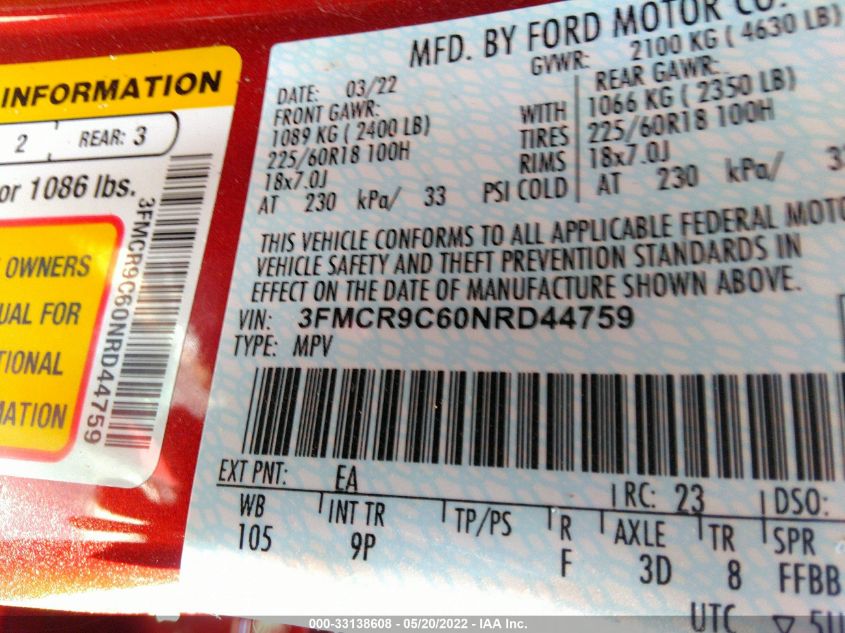 INFORMATION
2 REAR: 3
or 1086 lbs.
OWNERS
UAL FOR
TIONAL
MATION
3FMCR9C60NRD44759
MFD. BY FORD MOTOR CO.
DATE: 03/22 GVWR: 2100 KG ( 4630 LB)
FRONT GAWR: REAR GAWR:
1089 KG ( 2400 LB) WITH 1066 KG ( 2350 LB)
225/60R18 100H TIRES 225/60R18 100H
18x7.0J RIMS 18x7.0J
AT 230 kPa/ 33 PSI COLD AT 230 kPa/ 33
THIS VEHICLE CONFORMS TO ALL APPLICABLE FEDERAL MOTO
VEHICLE SAFETY AND THEFT PREVENTION STANDARDS IN
EFFECT ON THE DATE OF MANUFACTURE SHOWN ABOVE.
VIN: 3FMCR9C60NRD44759
TYPE: MPV
EXT PNT: EA RC: 23 DSO:
WB INT TR TP/PS R AXLE TR SPR
105 9P F 3D 8 FFBB
UTC
000-33138608 - 05/20/2022 - IAA Inc.